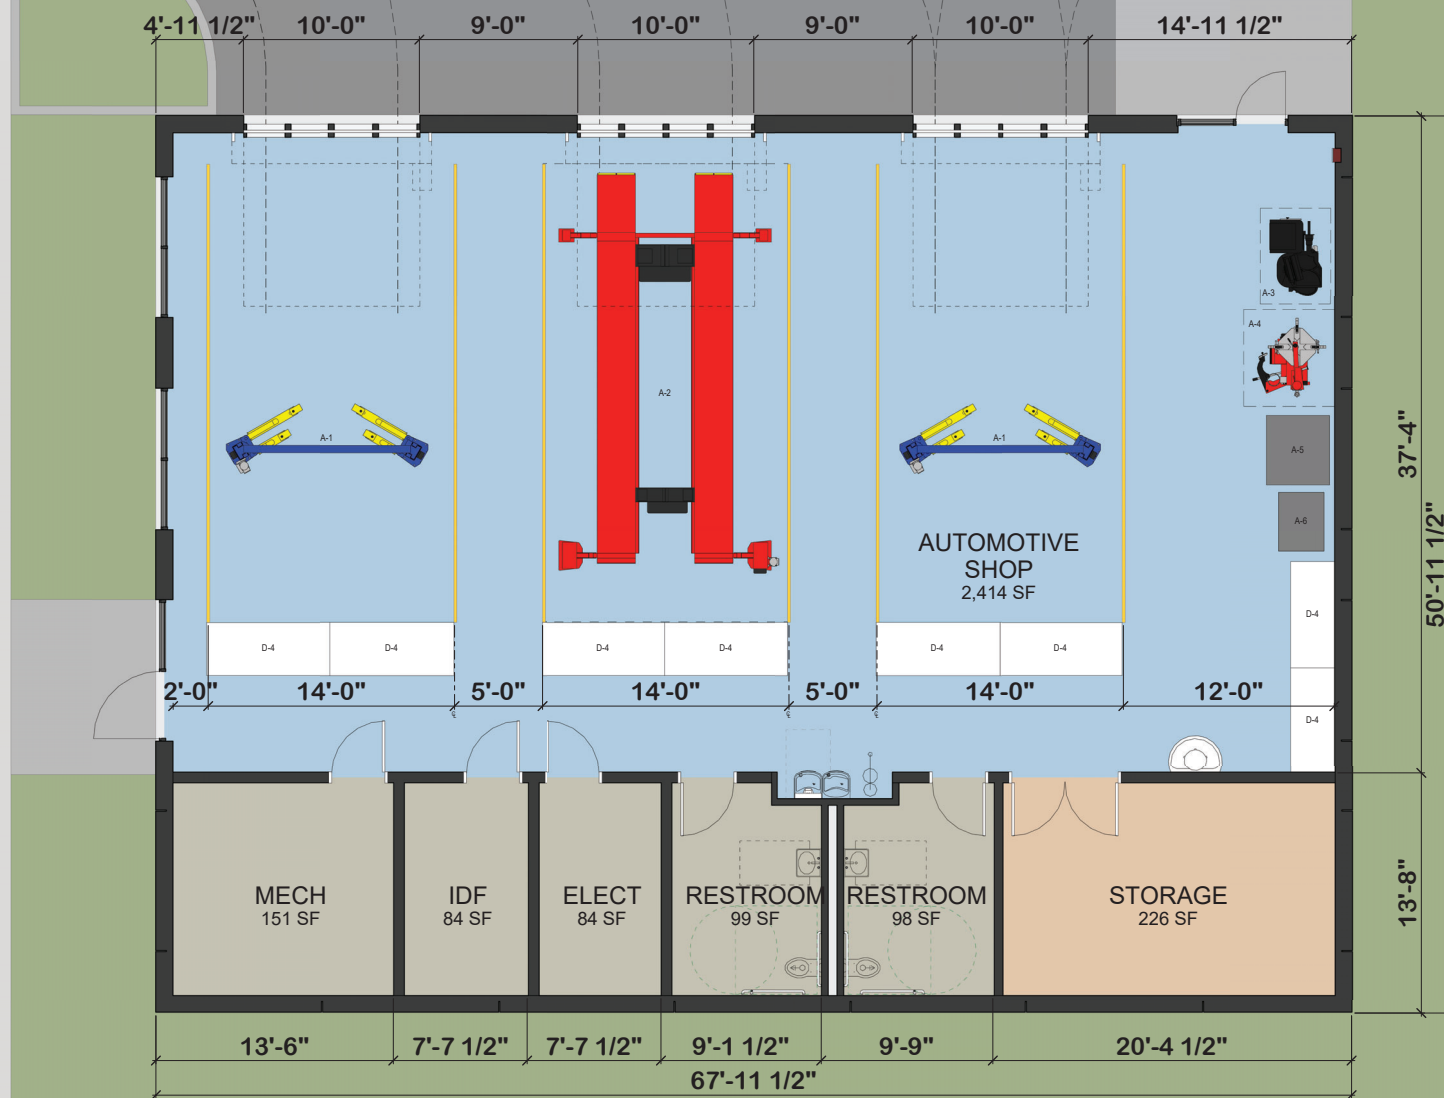 4'-11 1/2" 10'-0" 9'-0" 10'-0" 9'-0" 10'-0" 14'-11 1/2"
A-3
A-4
A-2
A-1
A-1
A-5
A-6
37'-4"
50'-11 1/2"
AUTOMOTIVE
SHOP
2,414 SF
D-4
D-4 D-4 D-4 D-4 D-4 D-4
2'-0" 14'-0" 5'-0" 14'-0" 5'-0" 14'-0" 12'-0"
D-4
13'-8"
MECH
151 SF
IDF
84 SF
ELECT
84 SF
RESTROOM
99 SF
RESTROOM
98 SF
STORAGE
226 SF
13'-6" 7'-7 1/2" 7'-7 1/2" 9'-1 1/2" 9'-9" 20'-4 1/2"
67'-11 1/2"